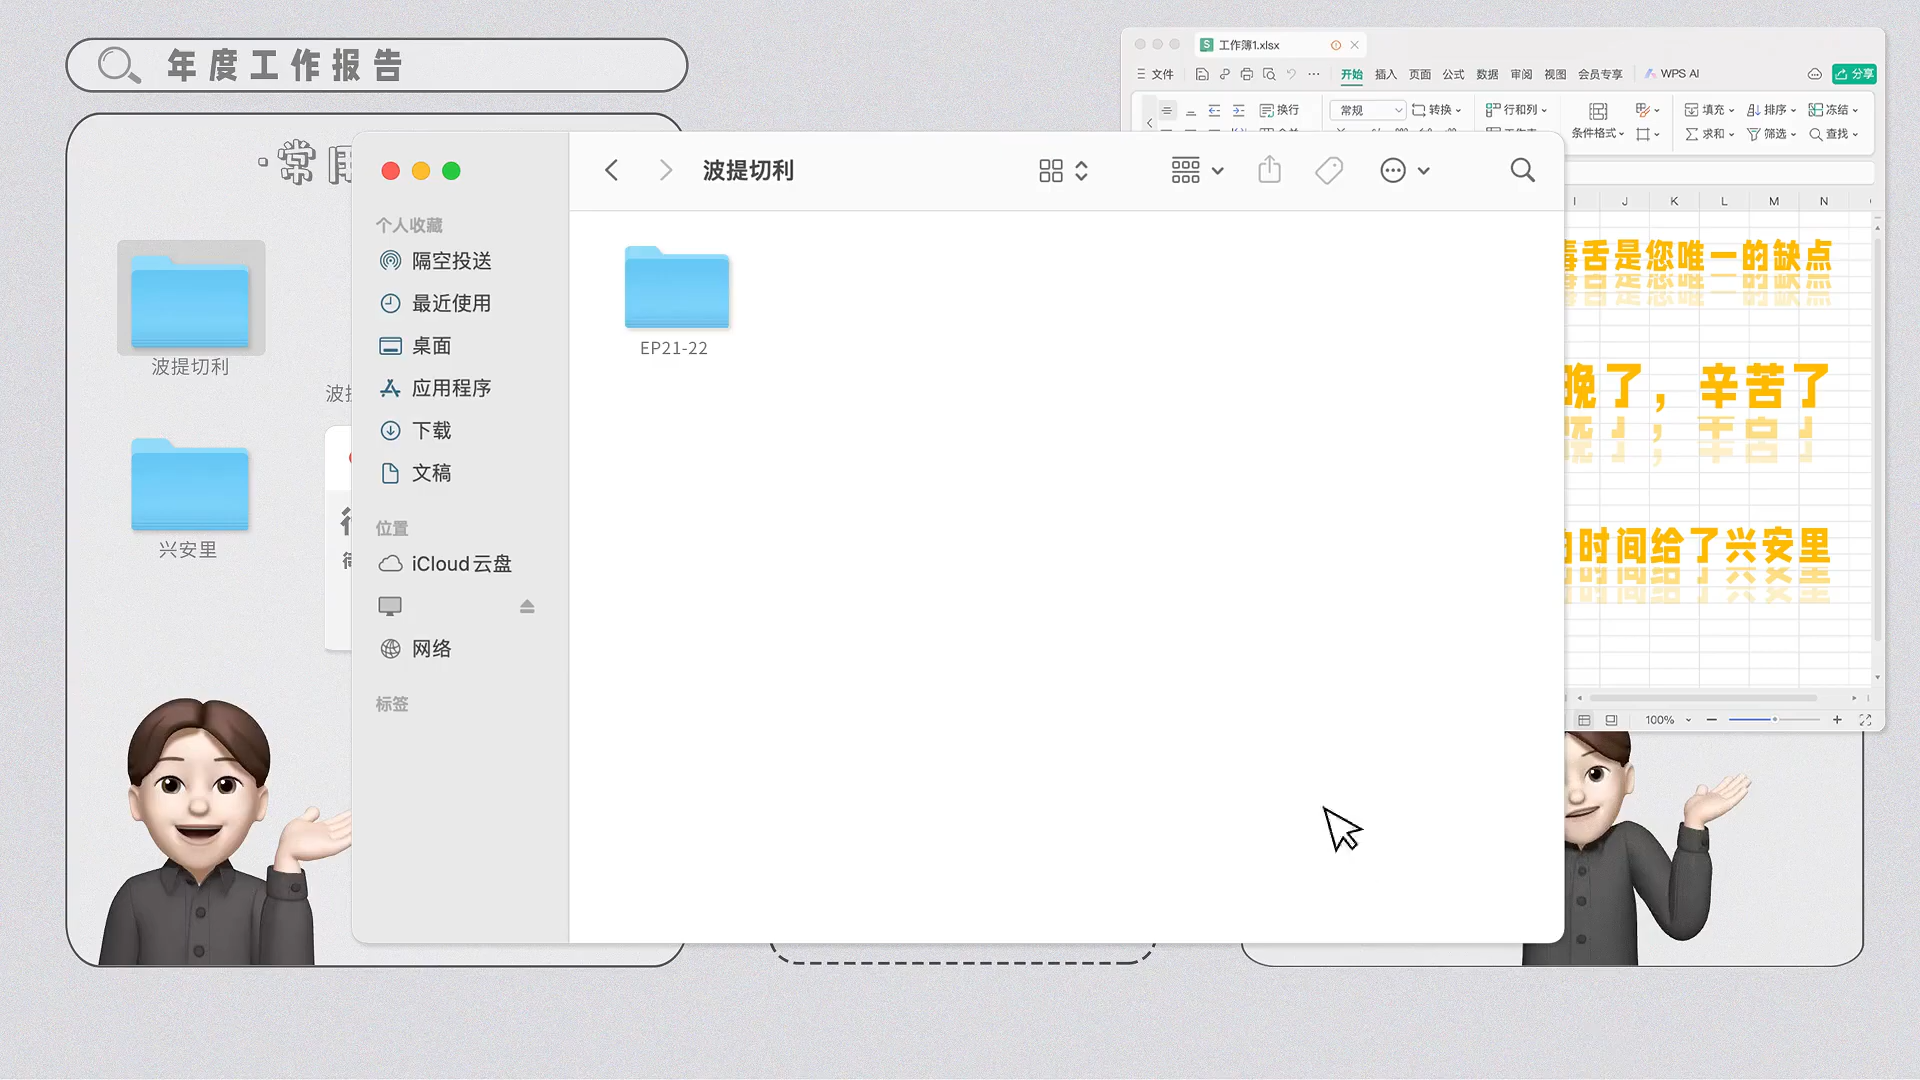 年度工作报告
·常用
波提切利
兴安里
波提
波提切利
个人收藏
隔空投送
最近使用
桌面
应用程序
下载
文稿
位置
iCloud云盘
网络
标签
EP21-22
工作簿1.xlsx
文件
开始 插入 页面 公式 数据 审阅 视图 会员专享 WPS AI 分享
换行 常规 转换 行和列 填充 排序 冻结
条件格式 求和 筛选 查找
I J K L M N
毒舌是您唯一的缺点
晚了，辛苦了
的时间给了兴安里
100%